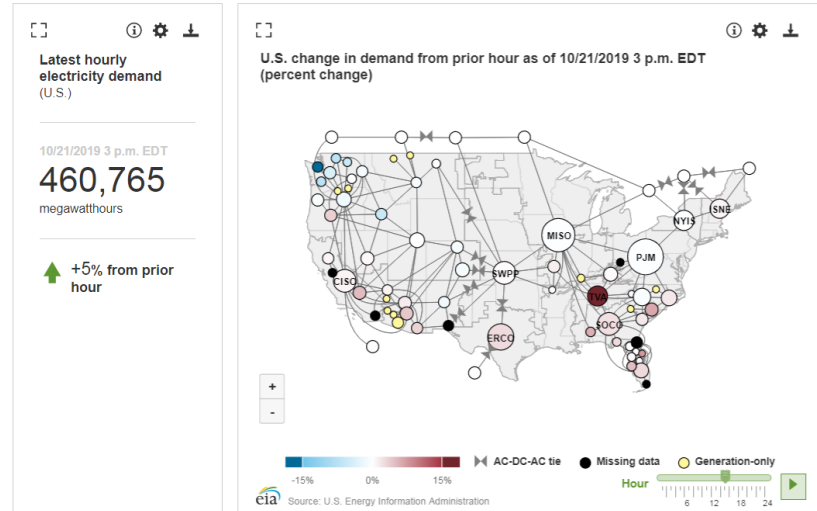 Latest hourly
electricity demand
(U.S.)
10/21/2019 3 p.m. EDT
460,765
megawatthours
+5% from prior
hour
U.S. change in demand from prior hour as of 10/21/2019 3 p.m. EDT
(percent change)
MISO
NYIS
ISNE
PJM
SWPP
CISO
TVA
SOCO
ERCO
+
-
AC-DC-AC tie
Missing data
Generation-only
-15%
0%
15%
Hour
6
12
18
24
eia
Source: U.S. Energy Information Administration